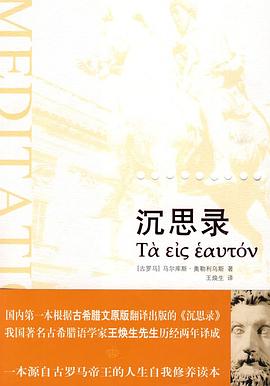 MEDITAT
沉思录
Τὰ εἰς ἑαυτόν
[古罗马] 马尔库斯·奥勒利乌斯 著
王焕生 译
国内第一本根据古希腊文原版翻译出版的《沉思录》
我国著名古希腊语学家王焕生先生历经两年译成
一本源自古罗马帝王的人生自我修养读本